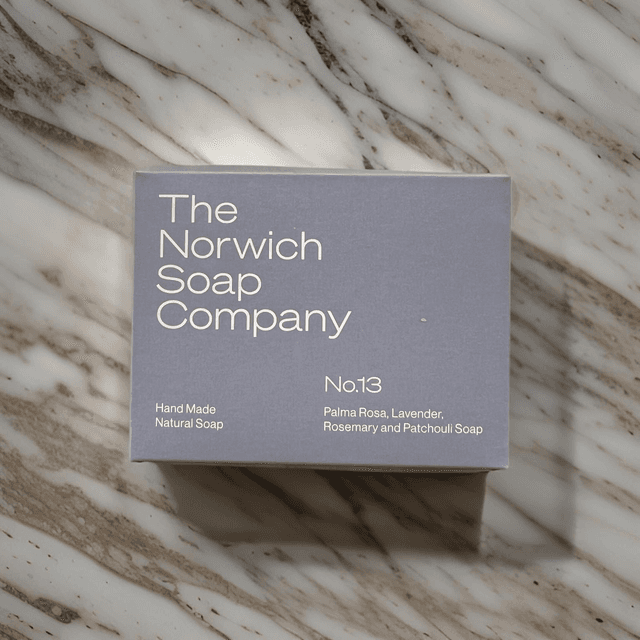 The
Norwich
Soap
Company
No.13
Hand Made
Natural Soap
Palma Rosa, Lavender,
Rosemary and Patchouli Soap